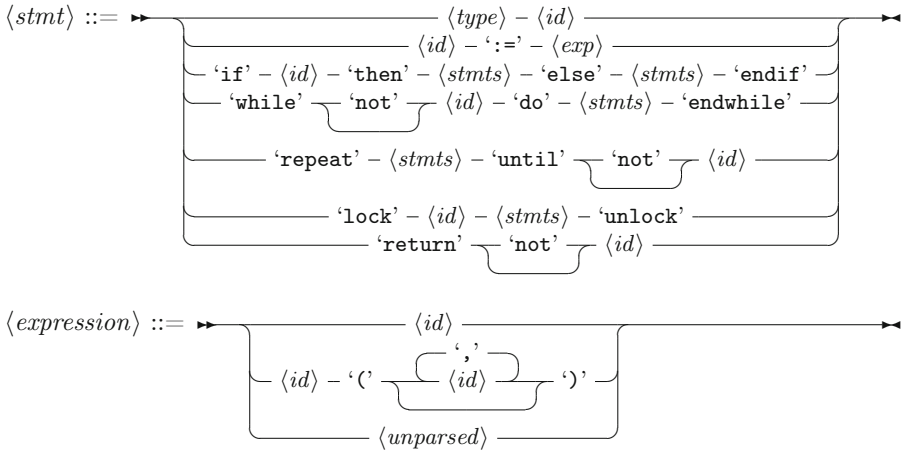 ⟨stmt⟩ ::= ⟨type⟩ – ⟨id⟩
⟨id⟩ – ‘:=’ – ⟨exp⟩
‘if’ – ⟨id⟩ – ‘then’ – ⟨stmts⟩ – ‘else’ – ⟨stmts⟩ – ‘endif’
‘while’ ‘not’ ⟨id⟩ – ‘do’ – ⟨stmts⟩ – ‘endwhile’
‘repeat’ – ⟨stmts⟩ – ‘until’ ‘not’ ⟨id⟩
‘lock’ – ⟨id⟩ – ⟨stmts⟩ – ‘unlock’
‘return’ ‘not’ ⟨id⟩
⟨expression⟩ ::= ⟨id⟩
‘,’
⟨id⟩ – ‘(’ ⟨id⟩ ‘)’
⟨unparsed⟩